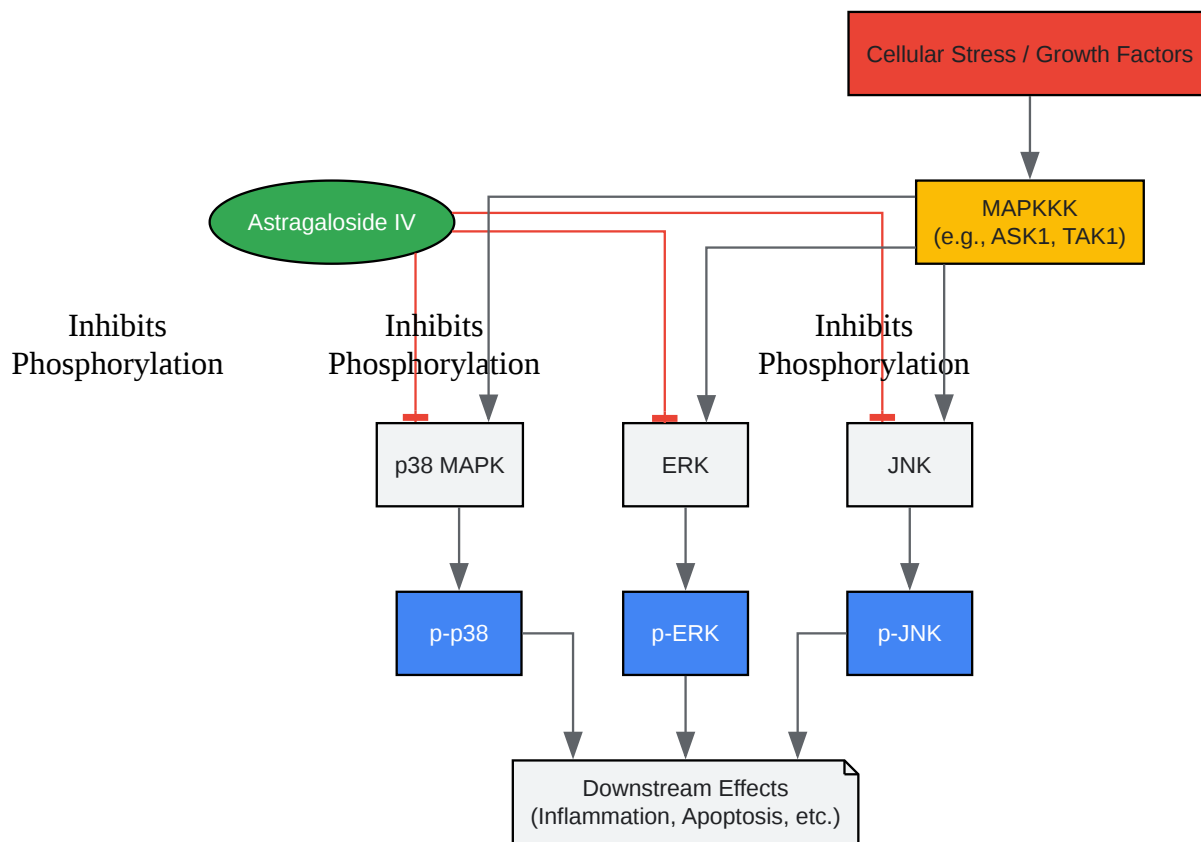 Cellular Stress / Growth Factors
Astragaloside IV
MAPKKK
(e.g., ASK1, TAK1)
Inhibits
Phosphorylation
Inhibits
Phosphorylation
Inhibits
Phosphorylation
p38 MAPK
ERK
JNK
p-p38
p-ERK
p-JNK
Downstream Effects
(Inflammation, Apoptosis, etc.)